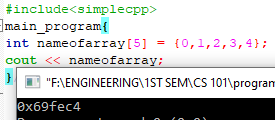 #include<simplecpp>
main_program{
int nameofarray[5] = {0,1,2,3,4};
cout << nameofarray;
}
"F:\ENGINEERING\1ST SEM\CS 101\program
0x69fec4